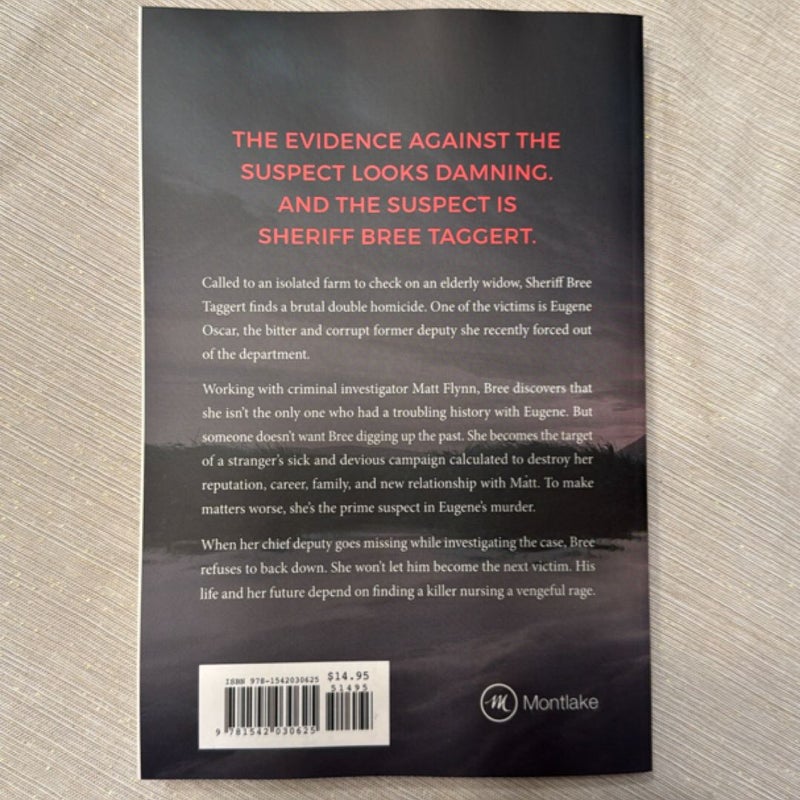 THE EVIDENCE AGAINST THE
SUSPECT LOOKS DAMNING.
AND THE SUSPECT IS
SHERIFF BREE TAGGERT.
Called to an isolated farm to check on an elderly widow, Sheriff Bree
Taggert finds a brutal double homicide. One of the victims is Eugene
Oscar, the bitter and corrupt former deputy she recently forced out
of the department.
Working with criminal investigator Matt Flynn, Bree discovers that
she isn't the only one who had a troubling history with Eugene. But
someone doesn't want Bree digging up the past. She becomes the target
of a stranger's sick and devious campaign calculated to destroy her
reputation, career, family, and new relationship with Matt. To make
matters worse, she's the prime suspect in Eugene's murder.
When her chief deputy goes missing while investigating the case, Bree
refuses to back down. She won't let him become the next victim. His
life and her future depend on finding a killer nursing a vengeful rage.
ISBN 978-1542030625 $14.95
51495
9 781542 030625
m Montlake